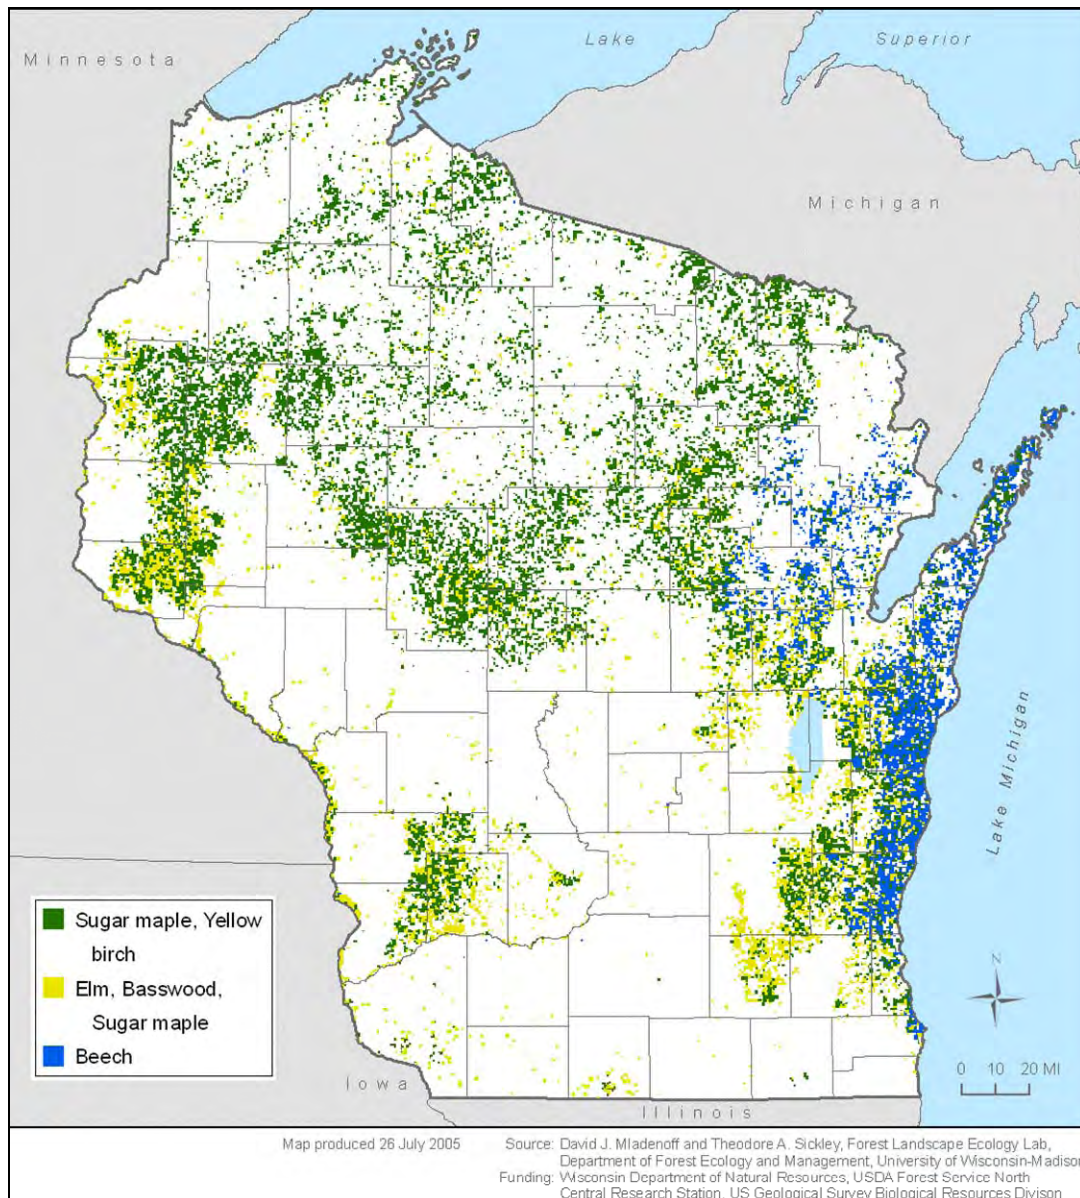 Lake Superior
Minnesota
Michigan
Lake Michigan
Sugar maple, Yellow
birch
Elm, Basswood,
Sugar maple
Beech
N
0 10 20 MI
Iowa
Illinois
Map produced 26 July 2005 Source: David J. Mladenoff and Theodore A. Sickley, Forest Landscape Ecology Lab,
Department of Forest Ecology and Management, University of Wisconsin-Madison
Funding: Wisconsin Department of Natural Resources, USDA Forest Service North
Central Research Station, US Geological Survey Biological Resources Divison